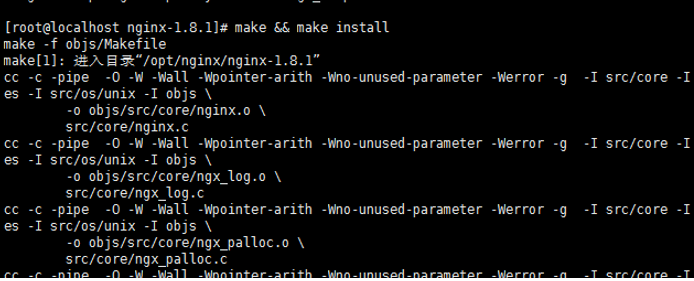 [root@localhost nginx-1.8.1]# make && make install
make -f objs/Makefile
make[1]: 进入目录“/opt/nginx/nginx-1.8.1”
cc -c -pipe  -O -W -Wall -Wpointer-arith -Wno-unused-parameter -Werror -g  -I src/core -I
es -I src/os/unix -I objs \
        -o objs/src/core/nginx.o \
        src/core/nginx.c
cc -c -pipe  -O -W -Wall -Wpointer-arith -Wno-unused-parameter -Werror -g  -I src/core -I
es -I src/os/unix -I objs \
        -o objs/src/core/ngx_log.o \
        src/core/ngx_log.c
cc -c -pipe  -O -W -Wall -Wpointer-arith -Wno-unused-parameter -Werror -g  -I src/core -I
es -I src/os/unix -I objs \
        -o objs/src/core/ngx_palloc.o \
        src/core/ngx_palloc.c
cc -c -pipe  -O -W -Wall -Wpointer-arith -Wno-unused-parameter -Werror -g  -I src/core -I